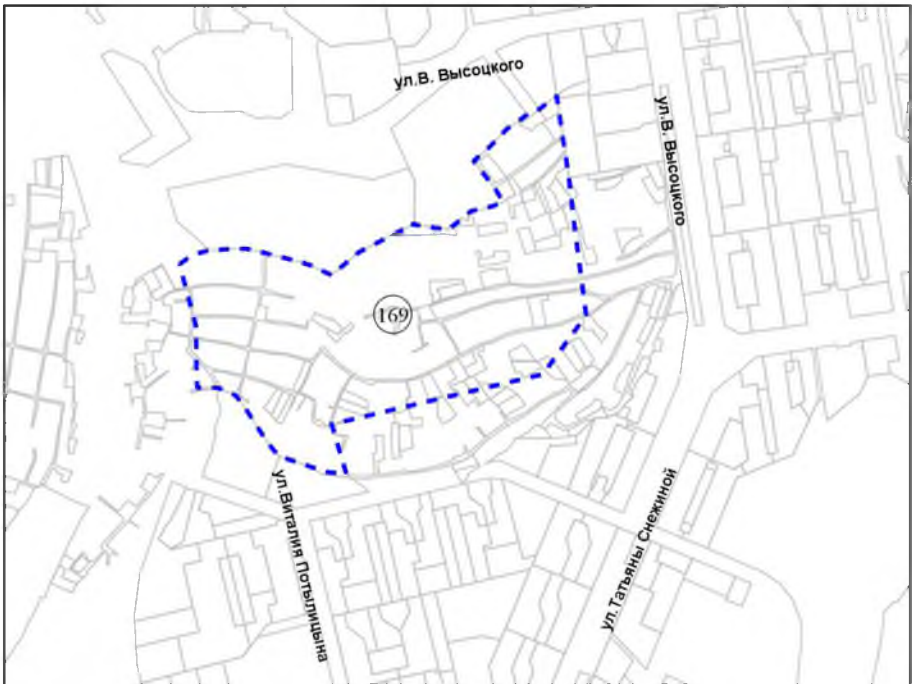 ул.В. Высоцкого
ул.В. Высоцкого
169
ул.Виталия Потылицына
ул.Татьяны Снежиной